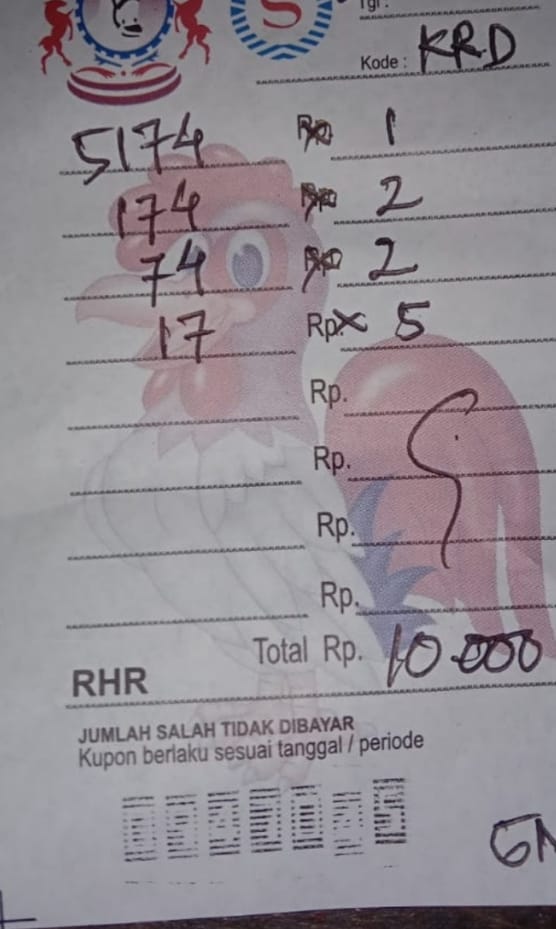 S
Tgl :
Kode : KRD
5174 Rp x 1
174 Rp x 2
74 Rp x 2
17 Rp x 5
Rp.
Rp.
Rp.
Rp.
Total Rp. 10.000
RHR
JUMLAH SALAH TIDAK DIBAYAR
Kupon berlaku sesuai tanggal / periode